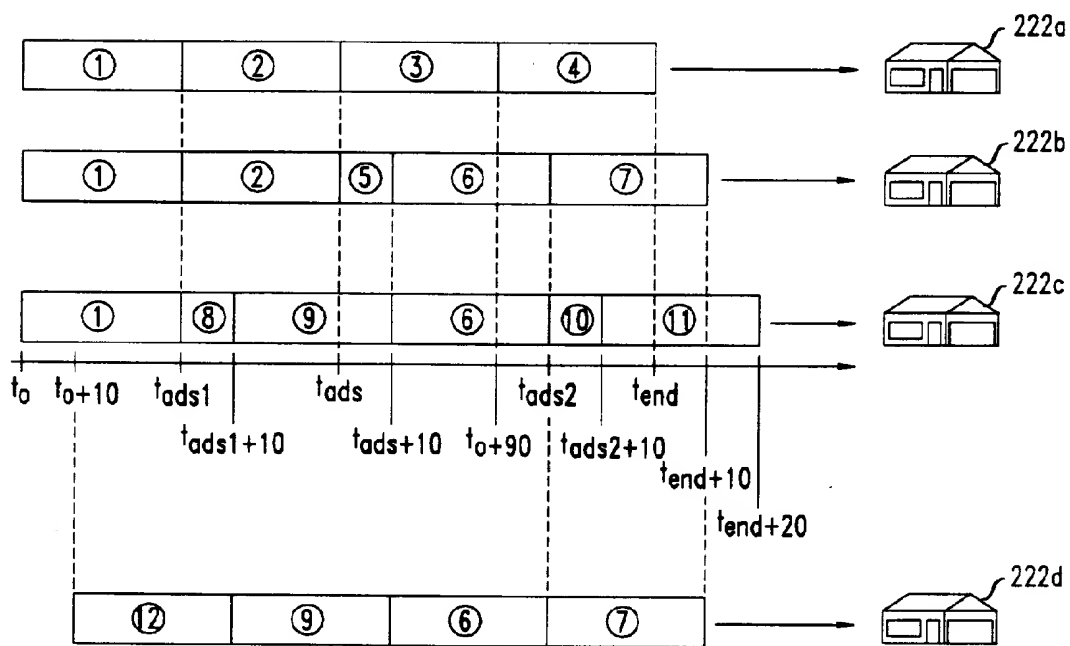 ① ② ③ ④ 222a
① ② ⑤ ⑥ ⑦ 222b
① ⑧ ⑨ ⑥ ⑩ ⑪ 222c
to to+10 tads1 tads tads2 tend
tads1+10 tads+10 to+90 tads2+10
tend+10
tend+20
⑫ ⑨ ⑥ ⑦ 222d